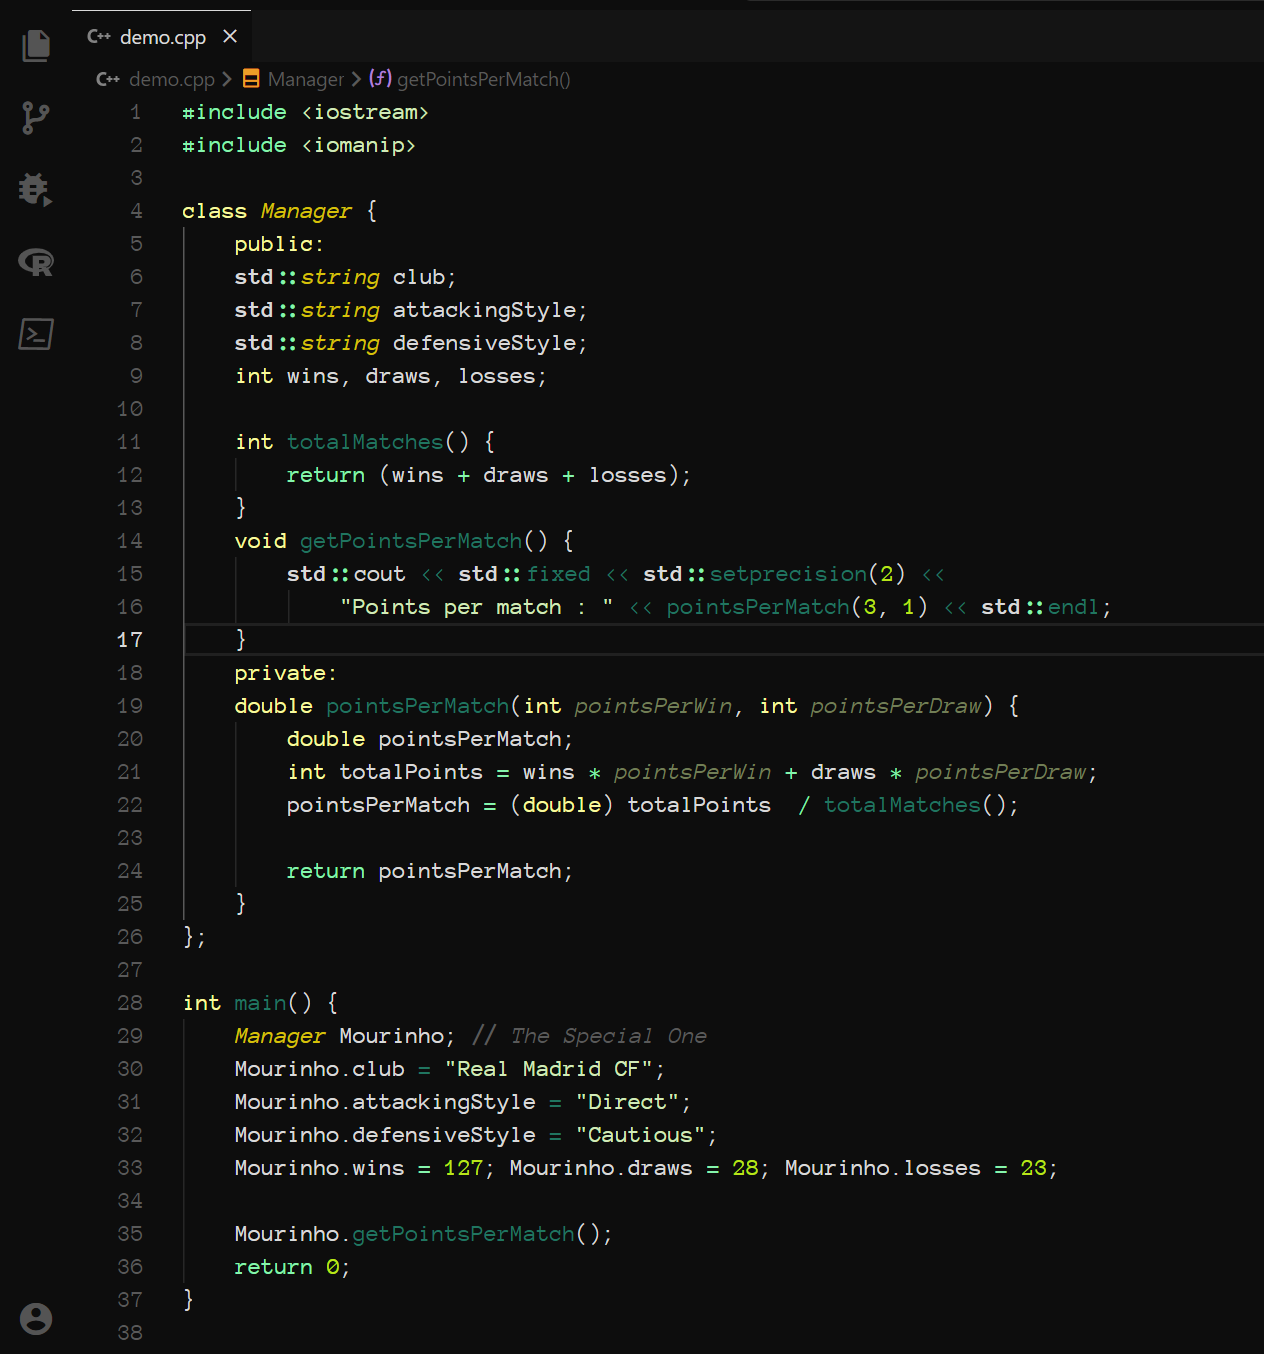 C++ demo.cpp ×
C++ demo.cpp > Manager > (f) getPointsPerMatch()
1 #include <iostream>
2 #include <iomanip>
3
4 class Manager {
5     public:
6     std::string club;
7     std::string attackingStyle;
8     std::string defensiveStyle;
9     int wins, draws, losses;
10
11     int totalMatches() {
12         return (wins + draws + losses);
13     }
14     void getPointsPerMatch() {
15         std::cout << std::fixed << std::setprecision(2) <<
16             "Points per match : " << pointsPerMatch(3, 1) << std::endl;
17     }
18     private:
19     double pointsPerMatch(int pointsPerWin, int pointsPerDraw) {
20         double pointsPerMatch;
21         int totalPoints = wins * pointsPerWin + draws * pointsPerDraw;
22         pointsPerMatch = (double) totalPoints  / totalMatches();
23
24         return pointsPerMatch;
25     }
26 };
27
28 int main() {
29     Manager Mourinho; // The Special One
30     Mourinho.club = "Real Madrid CF";
31     Mourinho.attackingStyle = "Direct";
32     Mourinho.defensiveStyle = "Cautious";
33     Mourinho.wins = 127; Mourinho.draws = 28; Mourinho.losses = 23;
34
35     Mourinho.getPointsPerMatch();
36     return 0;
37 }
38